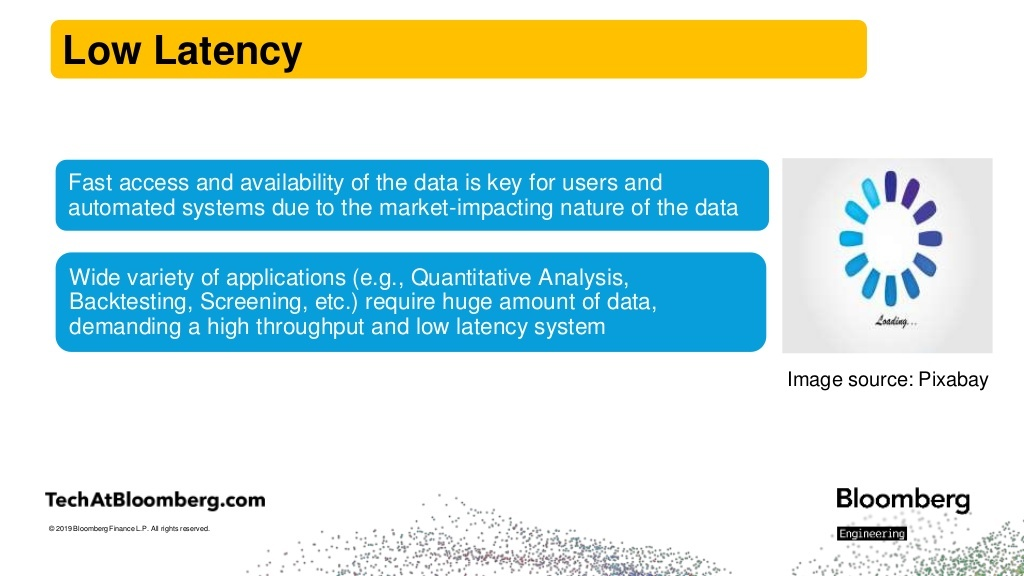 Low Latency
Fast access and availability of the data is key for users and
automated systems due to the market-impacting nature of the data
Wide variety of applications (e.g., Quantitative Analysis,
Backtesting, Screening, etc.) require huge amount of data,
demanding a high throughput and low latency system
Loading...
Image source: Pixabay
TechAtBloomberg.com
© 2019 Bloomberg Finance L.P. All rights reserved.
Bloomberg
Engineering